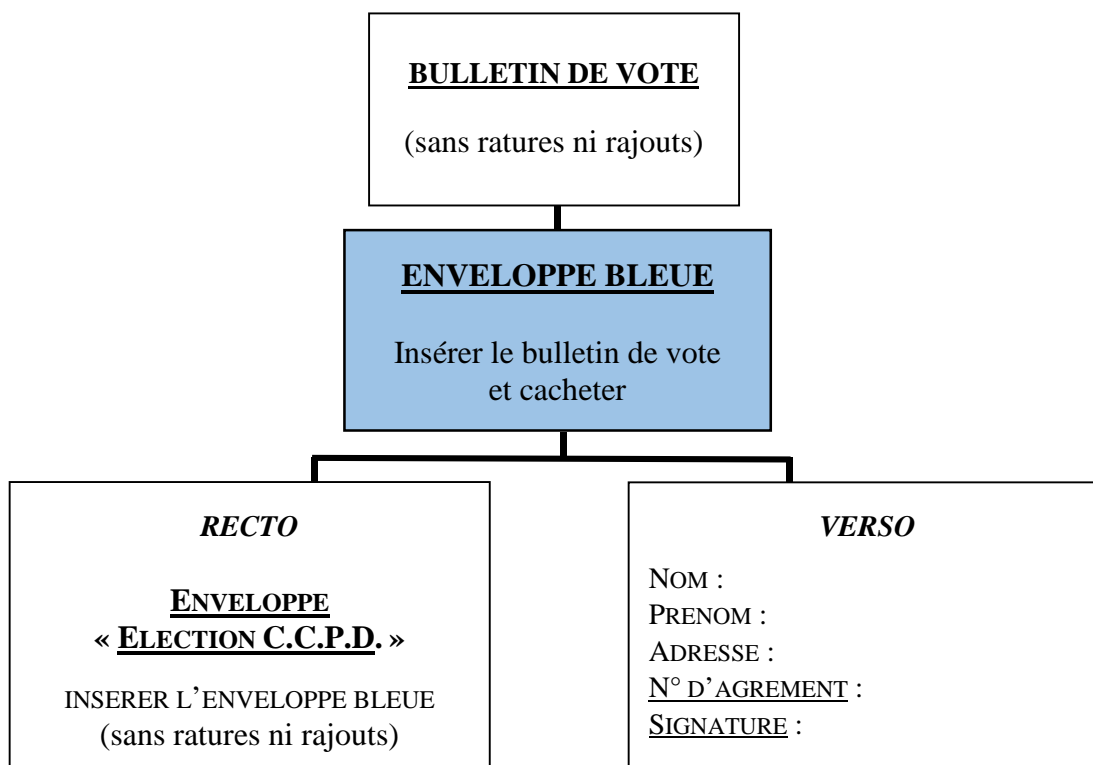 BULLETIN DE VOTE
(sans ratures ni rajouts)
ENVELOPPE BLEUE
Insérer le bulletin de vote
et cacheter
RECTO
ENVELOPPE
« ELECTION C.C.P.D. »
INSERER L'ENVELOPPE BLEUE
(sans ratures ni rajouts)
VERSO
NOM :
PRENOM :
ADRESSE :
N° D'AGREMENT :
SIGNATURE :